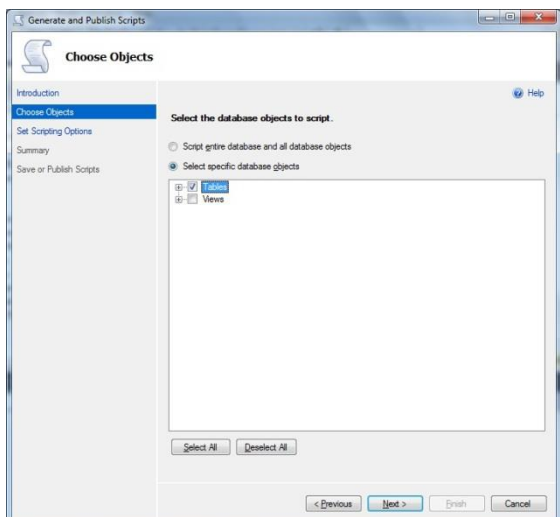 Generate and Publish Scripts
Choose Objects
Introduction
Choose Objects
Set Scripting Options
Summary
Save or Publish Scripts
Help
Select the database objects to script.
Script entire database and all database objects
Select specific database objects
Tables
Views
Select All
Deselect All
< Previous
Next >
Finish
Cancel